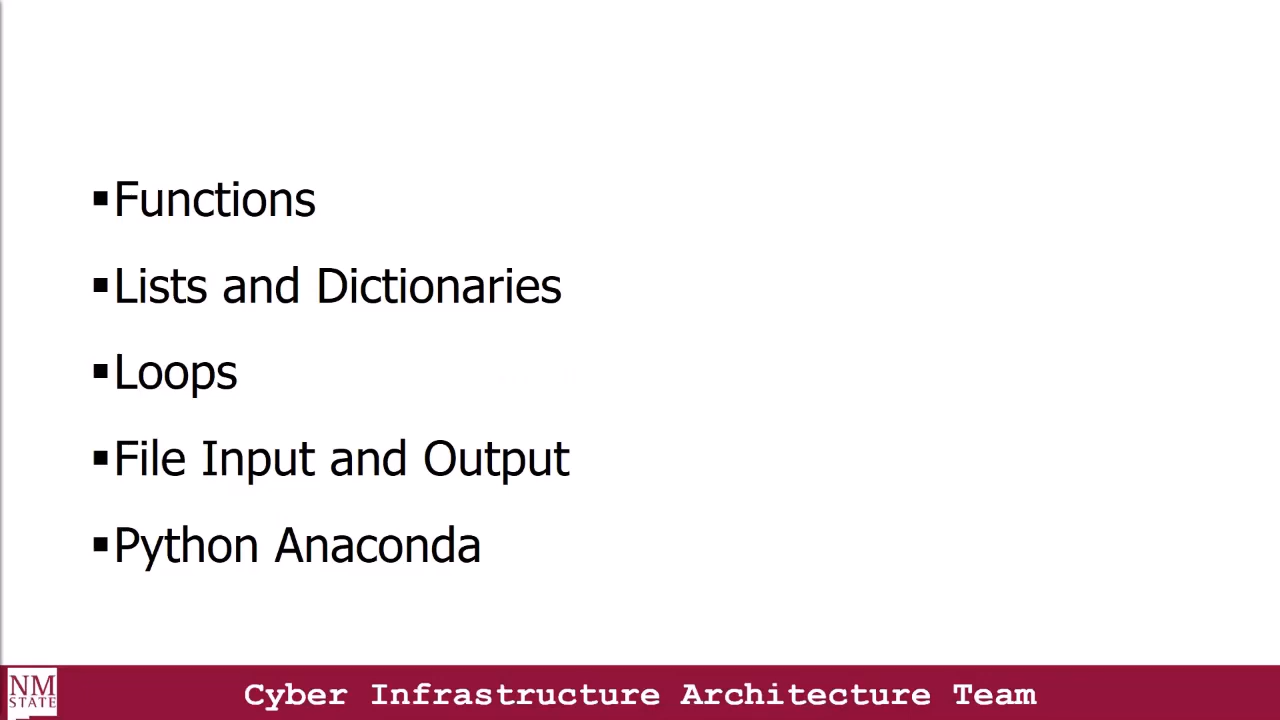 ▪Functions
▪Lists and Dictionaries
▪Loops
▪File Input and Output
▪Python Anaconda
NM
STATE
Cyber Infrastructure Architecture Team